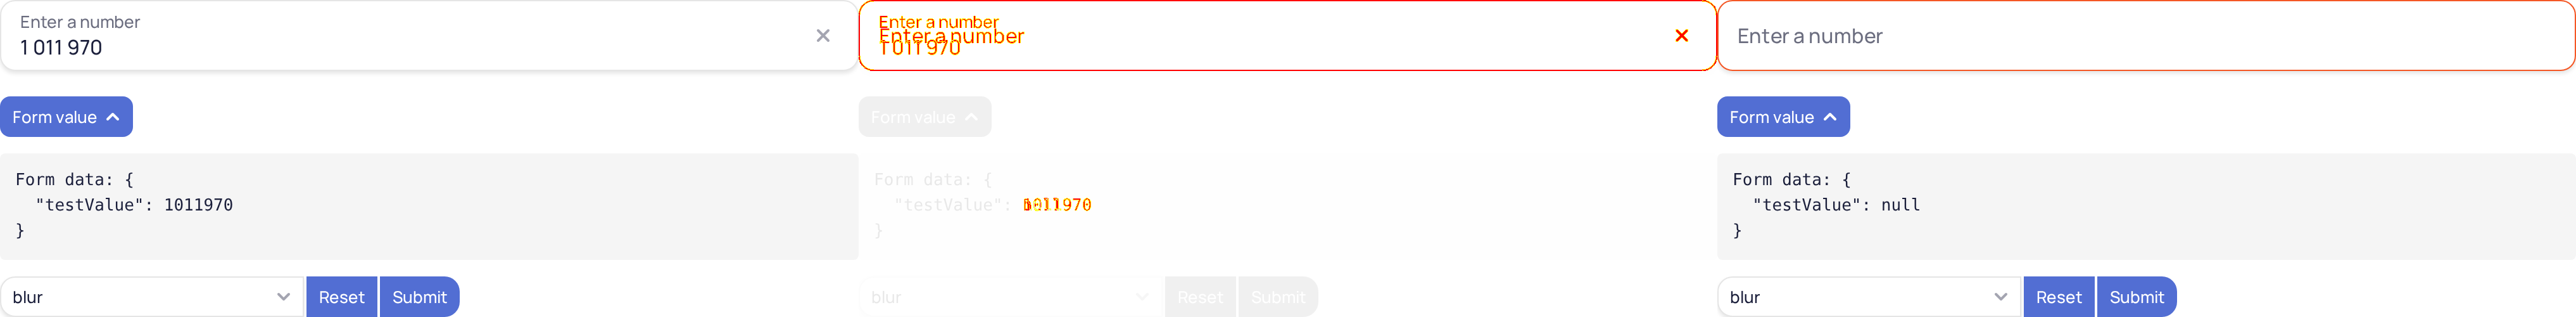 Enter a number
1 011 970
Form value
Form data: {
"testValue": 1011970
}
blur
Reset
Submit
Enter a number
Enter a number
1 011 970
Form value
Form data: {
"testValue":
}
blur
Reset
Submit
Enter a number
Form value
Form data: {
"testValue": null
}
blur
Reset
Submit